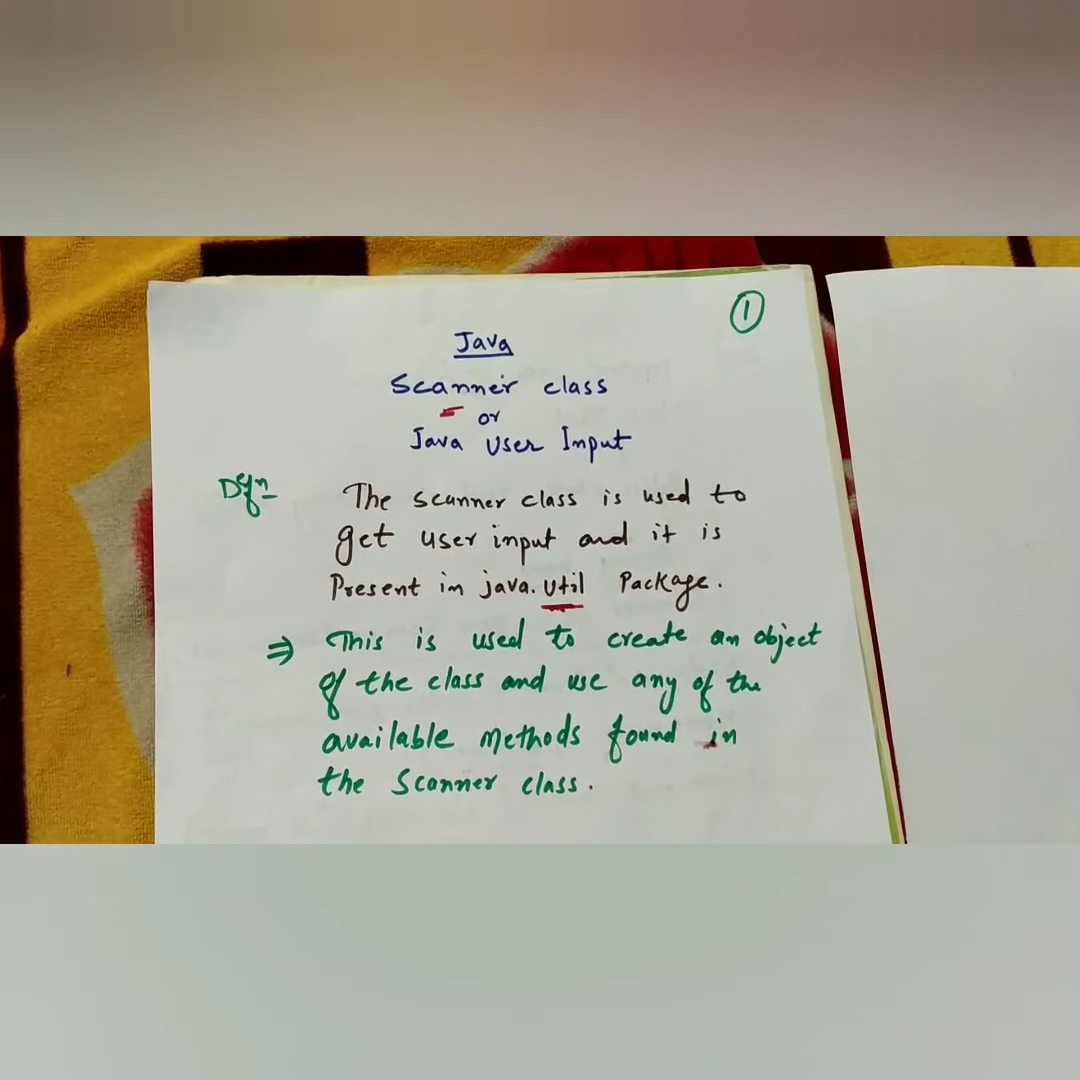 1
Java
Scanner class
or
Java User Input
Defn
The scanner class is used to
get user input and it is
Present in java.util Package.
⇒ This is used to create an object
of the class and use any of the
available methods found in
the Scanner class.